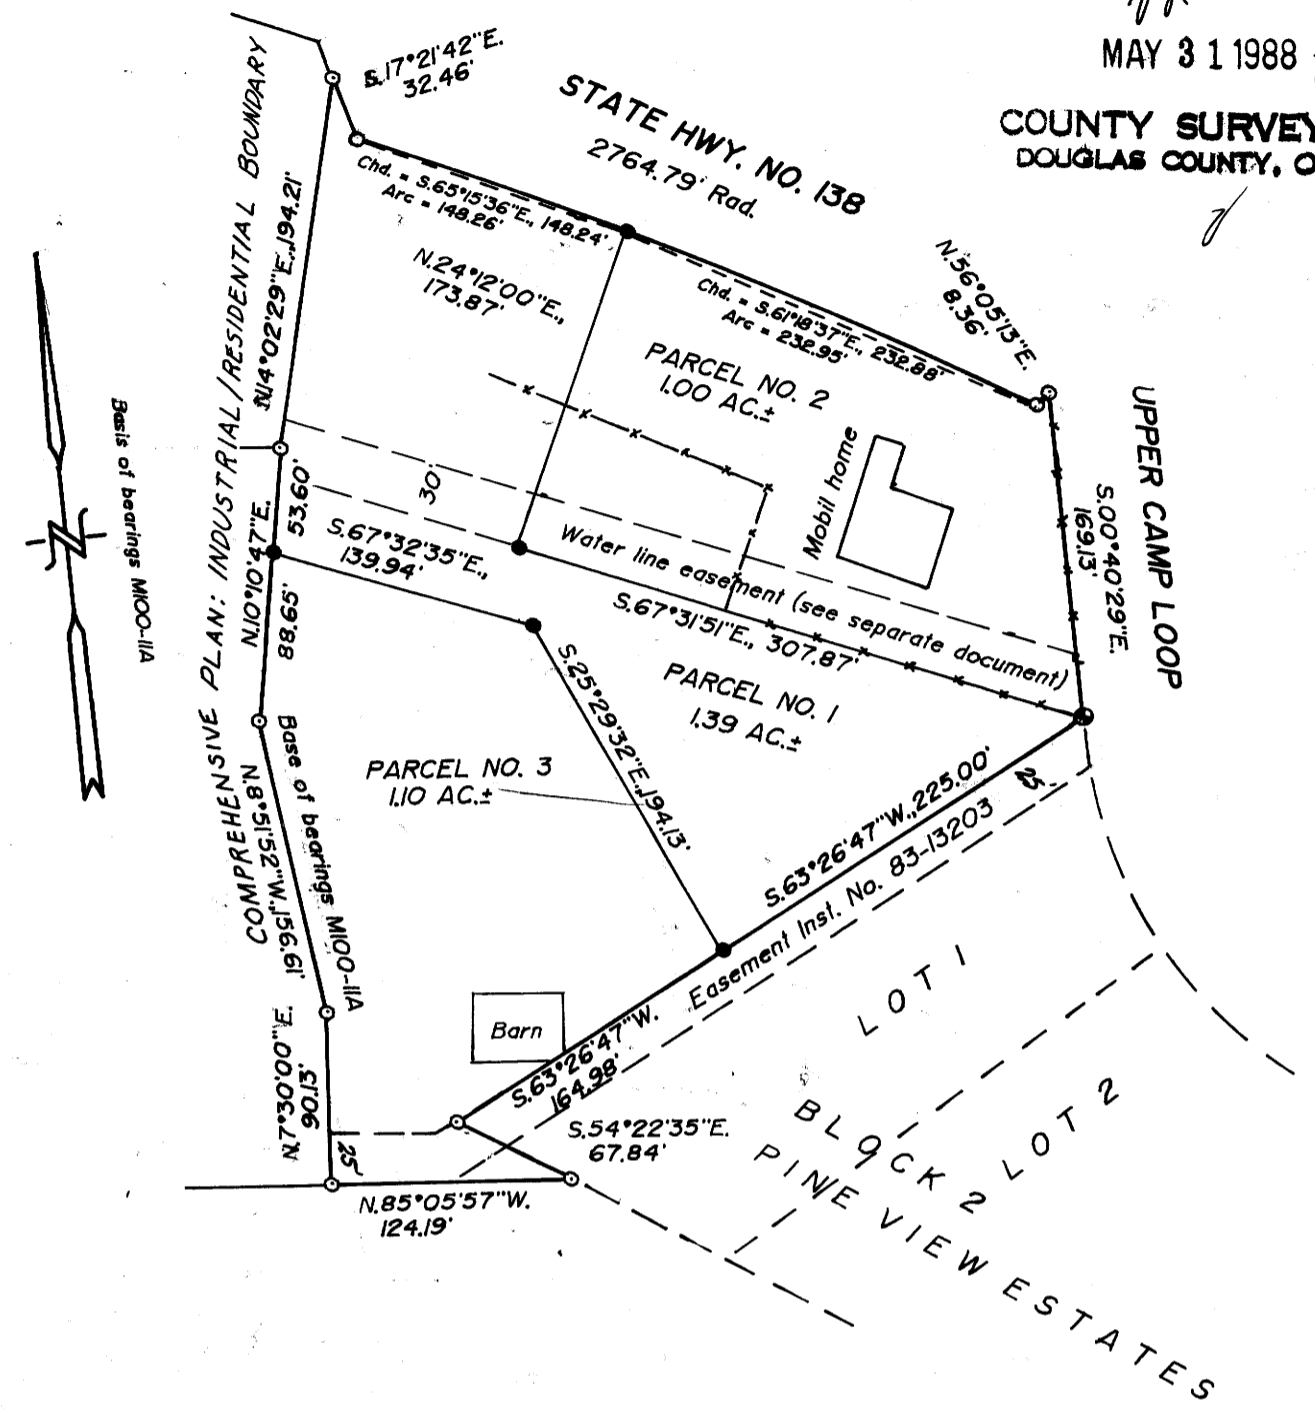 MAY 31 1988
COUNTY SURVEY
DOUGLAS COUNTY, O
S.17°21'42"E.
32.46'
STATE HWY. NO. 138
2764.79' Rad.
Chd. = S.65°15'36"E., 148.24'
Arc = 148.26'
N.24°12'00"E.,
173.87'
Chd. = S.61°18'37"E., 232.88'
Arc = 232.95'
N.56°05'13"E.
8.36'
PARCEL NO. 2
1.00 AC.±
Mobil home
UPPER CAMP LOOP
S.00°40'29"E.
169.13'
COMPREHENSIVE PLAN: INDUSTRIAL/RESIDENTIAL BOUNDARY
N.14°02'29"E.,194.21'
Basis of bearings M100-11A
30'
53.60'
N.10°10'47"E.
88.65'
S.67°32'35"E.,
139.94'
Water line easement (see separate document)
S.67°31'51"E., 307.87'
PARCEL NO. 1
1.39 AC.±
S.25°29'32"E.,194.13'
PARCEL NO. 3
1.10 AC.±
Base of bearings M100-11A
N.8°51'52"W.,156.61'
S.63°26'47"W.,225.00'
25'
Easement Inst. No. 83-13203
LOT 1
Barn
S.63°26'47"W.
164.98'
N.7°30'00"E.
90.13'
25'
S.54°22'35"E.
67.84'
N.85°05'57"W.
124.19'
LOT 2
BLOCK 2
PINE VIEW ESTATES